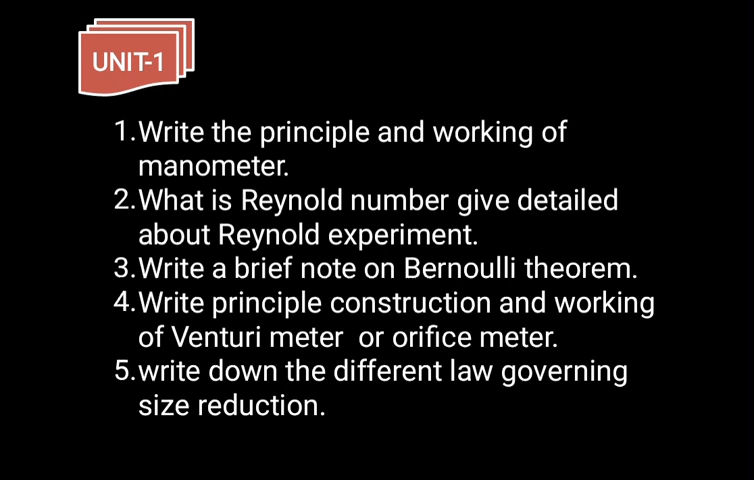 UNIT-1
1.Write the principle and working of
manometer.
2.What is Reynold number give detailed
about Reynold experiment.
3.Write a brief note on Bernoulli theorem.
4.Write principle construction and working
of Venturi meter  or orifice meter.
5.write down the different law governing
size reduction.